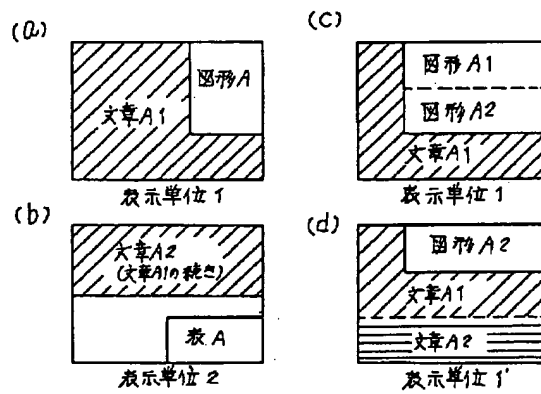 (a)
図形A
文章A1
表示単位1
(b)
文章A2
(文章A1の続き)
表A
表示単位2
(c)
図形A1
図形A2
文章A1
表示単位1
(d)
図形A2
文章A1
文章A2
表示単位1'